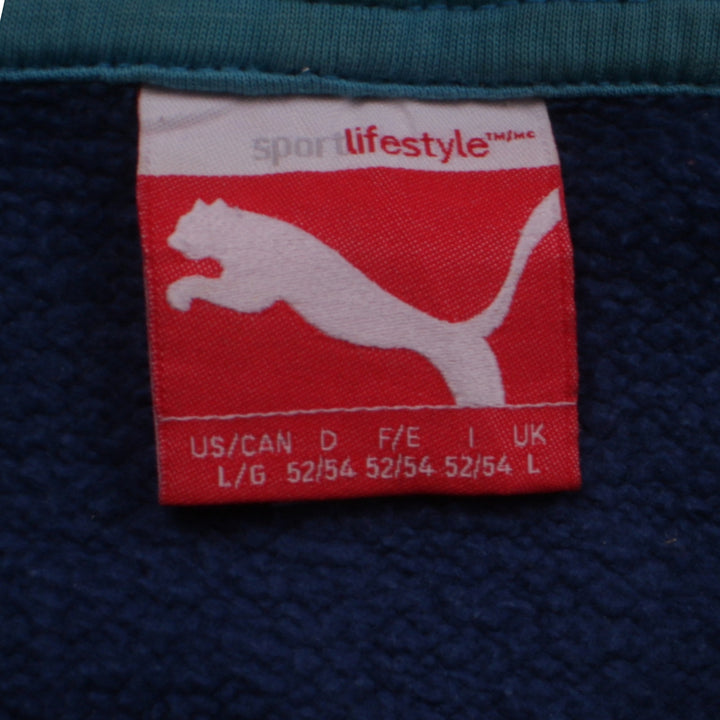 sportlifestyle™/ᴹᶜ
US/CAN D F/E I UK
L/G 52/54 52/54 52/54 L